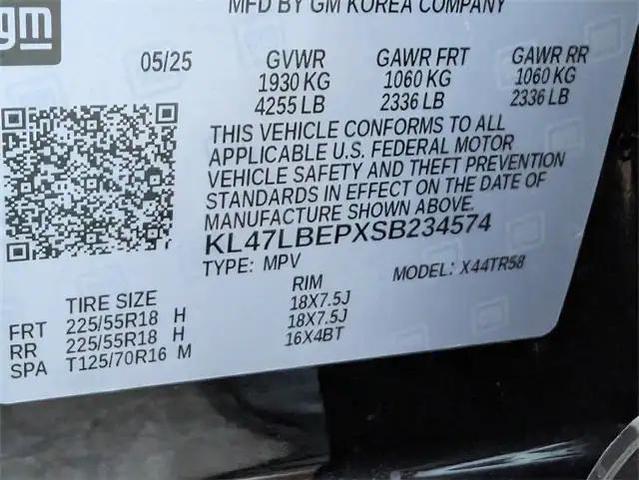 gm
MFD BY GM KOREA COMPANY
05/25 GVWR GAWR FRT GAWR RR
1930 KG 1060 KG 1060 KG
4255 LB 2336 LB 2336 LB
THIS VEHICLE CONFORMS TO ALL
APPLICABLE U.S. FEDERAL MOTOR
VEHICLE SAFETY AND THEFT PREVENTION
STANDARDS IN EFFECT ON THE DATE OF
MANUFACTURE SHOWN ABOVE.
KL47LBEPXSB234574
TYPE: MPV MODEL: X44TR58
TIRE SIZE RIM
FRT 225/55R18 H 18X7.5J
RR 225/55R18 H 18X7.5J
SPA T125/70R16 M 16X4BT